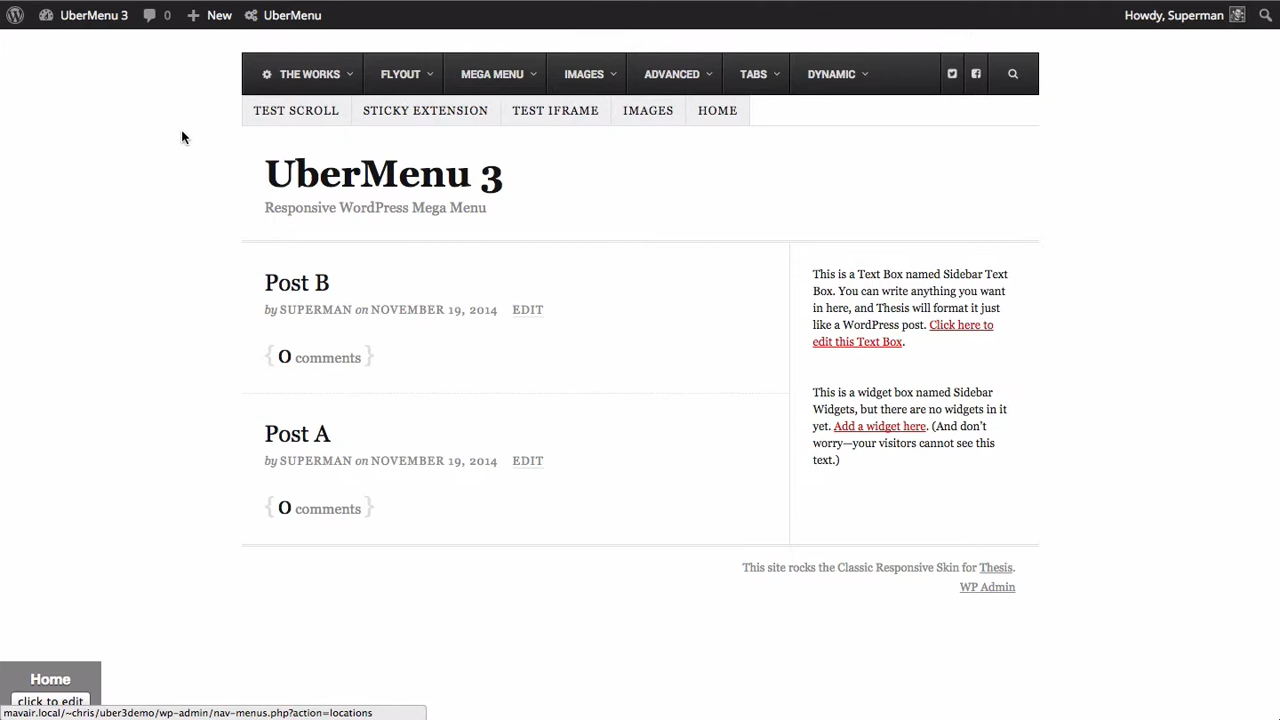 UberMenu 3 0 New UberMenu Howdy, Superman
THE WORKS FLYOUT MEGA MENU IMAGES ADVANCED TABS DYNAMIC
TEST SCROLL STICKY EXTENSION TEST IFRAME IMAGES HOME
UberMenu 3
Responsive WordPress Mega Menu
Post B
by SUPERMAN on NOVEMBER 19, 2014 EDIT
{ 0 comments }
Post A
by SUPERMAN on NOVEMBER 19, 2014 EDIT
{ 0 comments }
This is a Text Box named Sidebar Text
Box. You can write anything you want
in here, and Thesis will format it just
like a WordPress post. Click here to
edit this Text Box.
This is a widget box named Sidebar
Widgets, but there are no widgets in it
yet. Add a widget here. (And don't
worry—your visitors cannot see this
text.)
This site rocks the Classic Responsive Skin for Thesis.
WP Admin
Home
click to edit
mavair.local/~chris/uber3demo/wp-admin/nav-menus.php?action=locations